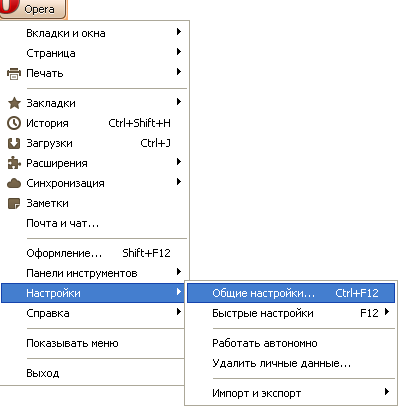 Opera
Вкладки и окна
Страница
Печать
Закладки
История Ctrl+Shift+H
Загрузки Ctrl+J
Расширения
Синхронизация
Заметки
Почта и чат...
Оформление... Shift+F12
Панели инструментов
Настройки
Справка
Показывать меню
Выход
Общие настройки... Ctrl+F12
Быстрые настройки F12
Работать автономно
Удалить личные данные...
Импорт и экспорт